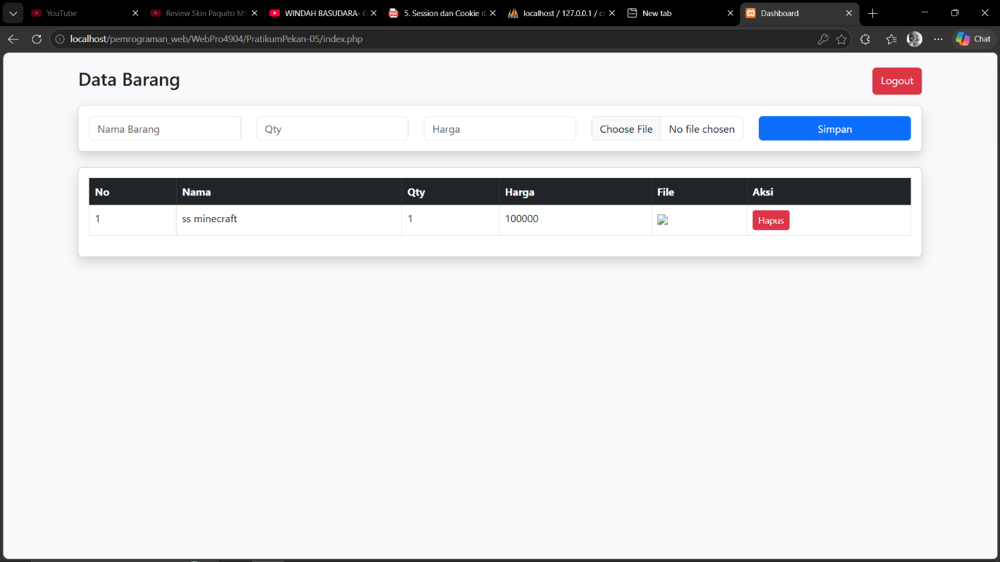 YouTube
Review Skin Paquito M
WINDAH BASUDARA- G
5. Session dan Cookie d
localhost / 127.0.0.1 / cr
New tab
Dashboard
localhost/pemrograman_web/WebPro4904/PratikumPekan-05/index.php
Chat
Data Barang
Logout
Nama Barang
Qty
Harga
Choose File
No file chosen
Simpan
No Nama Qty Harga File Aksi
1 ss minecraft 1 100000 Hapus